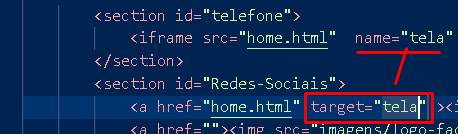 <section id="telefone">
<iframe src="home.html" name="tela"
</section>
<section id="Redes-Sociais">
<a href="home.html" target="tela" ><i
<a href=""><img src="imagens/logo-fac